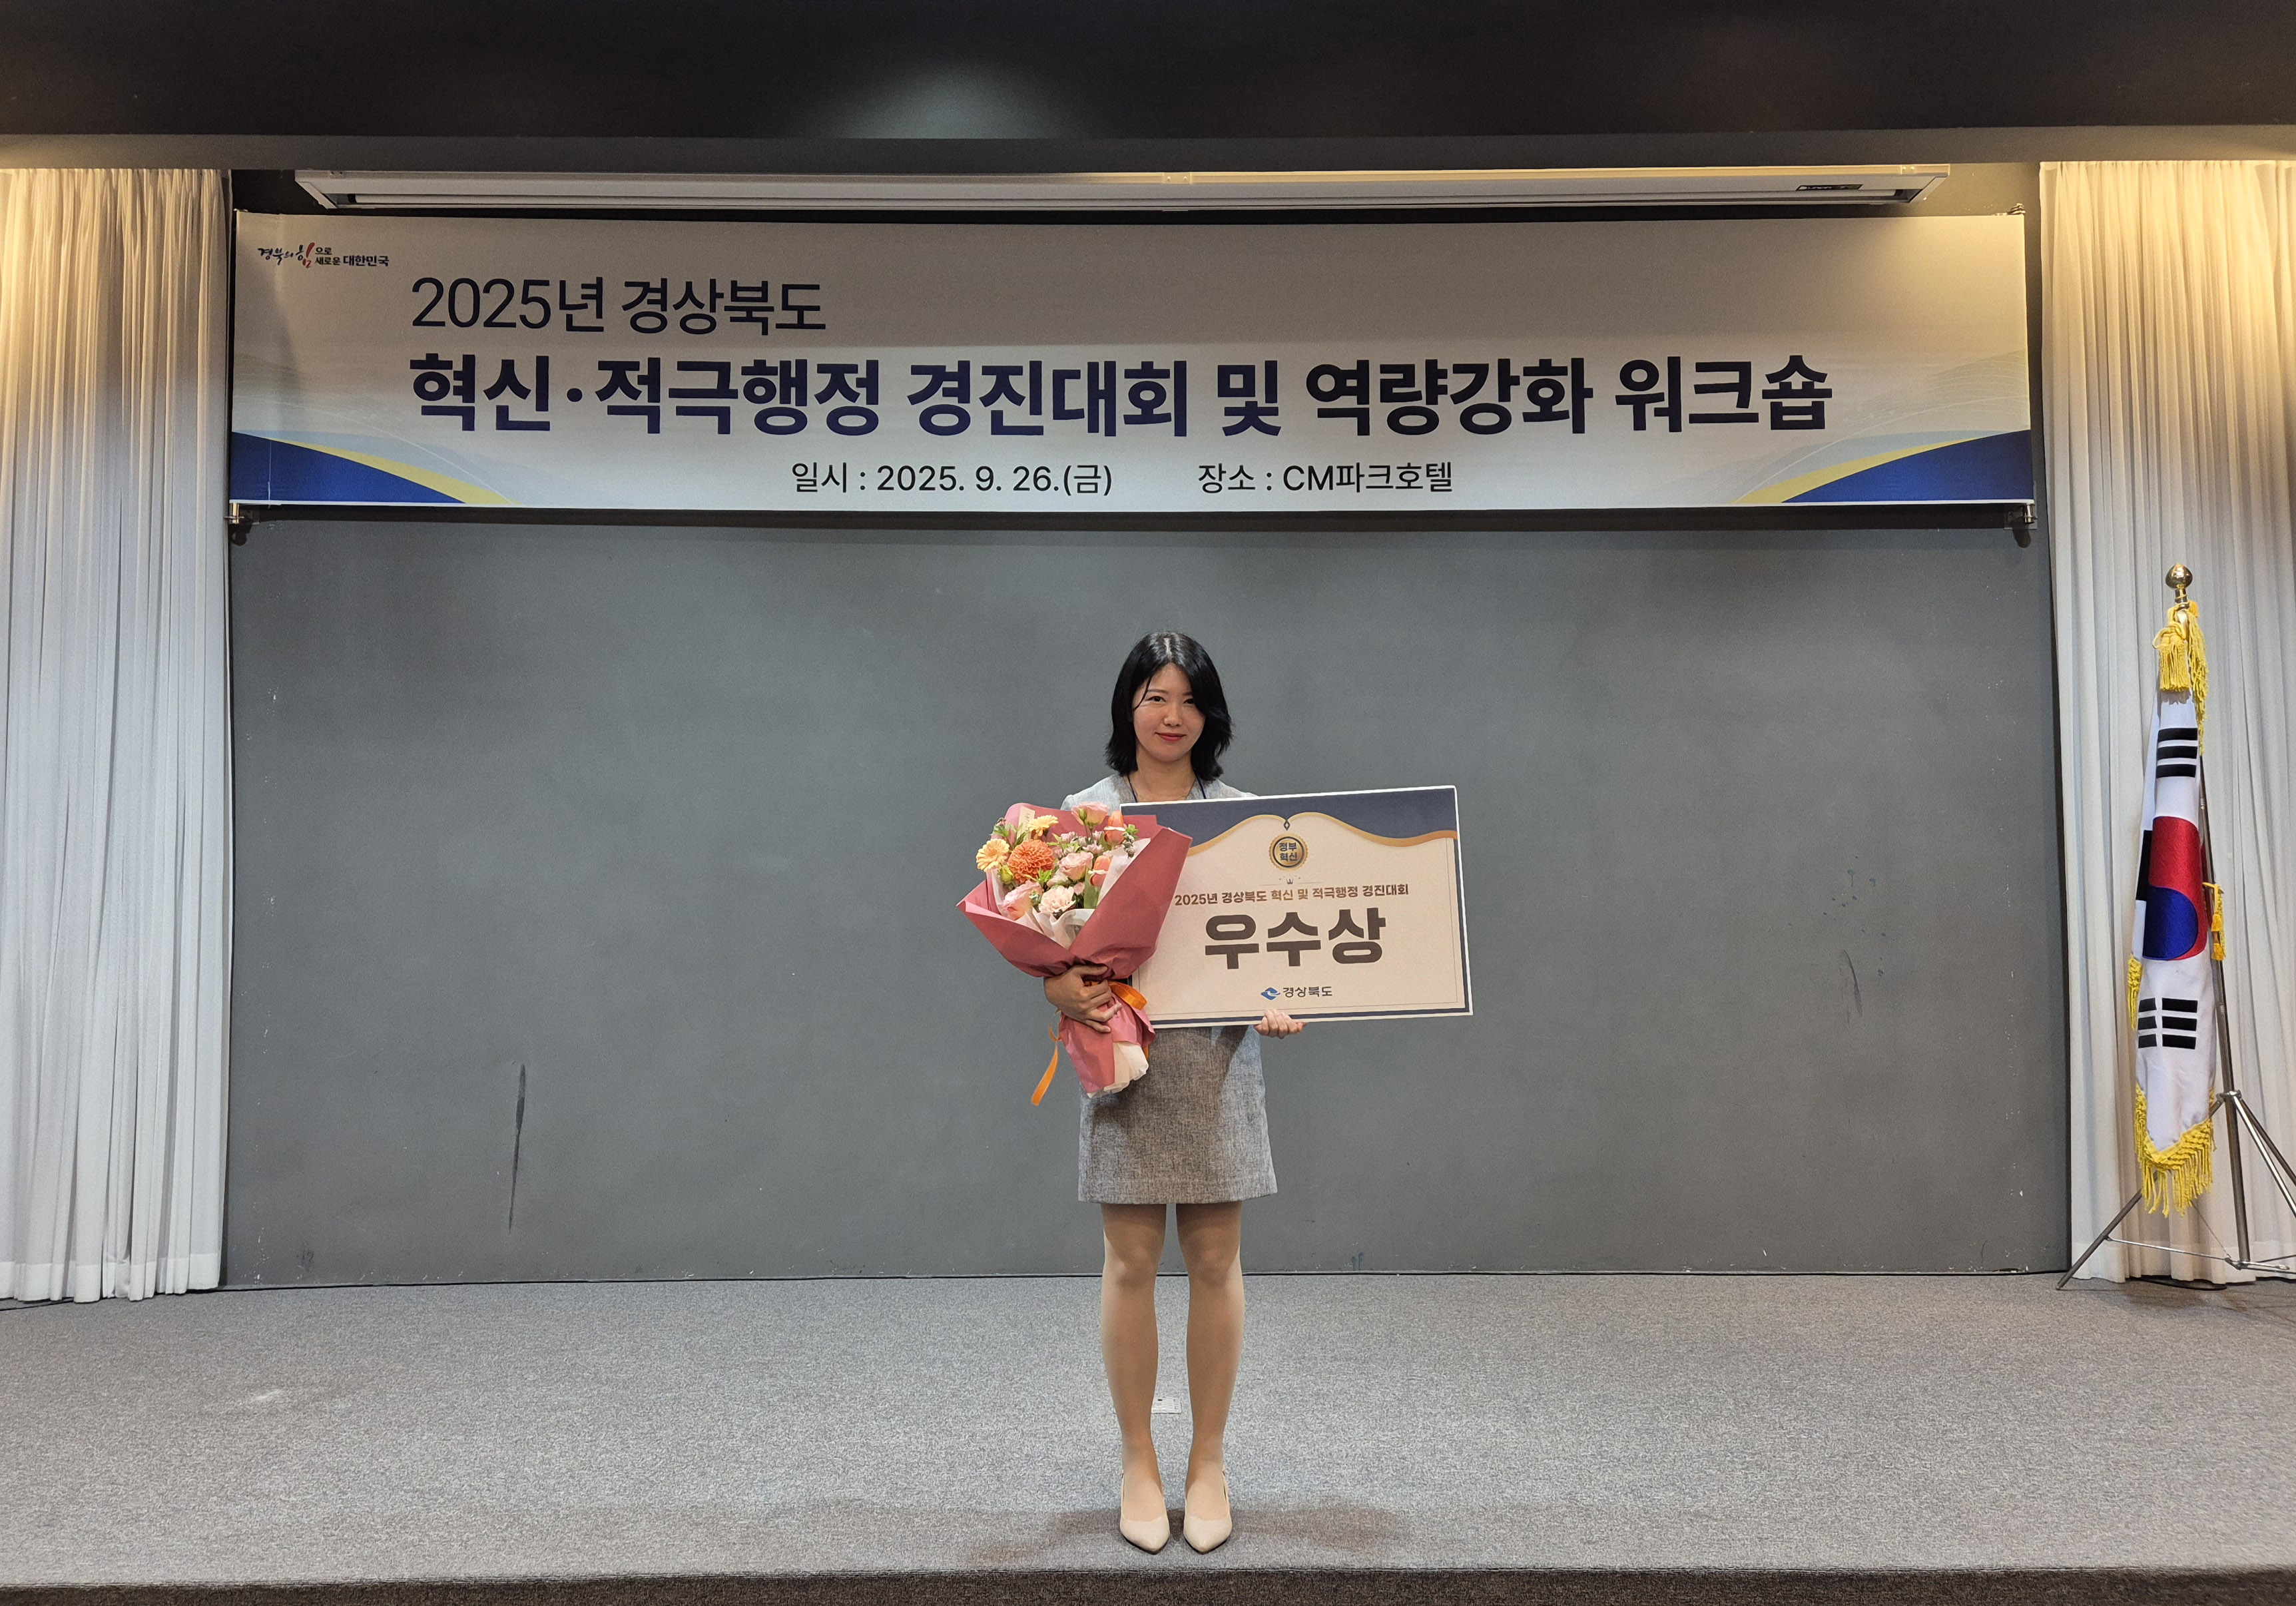 경북의 힘으로
새로운 대한민국
2025년 경상북도
혁신·적극행정 경진대회 및 역량강화 워크숍
일시 : 2025. 9. 26.(금) 장소 : CM파크호텔
정부
혁신
2025년 경상북도 혁신 및 적극행정 경진대회
우수상
경상북도